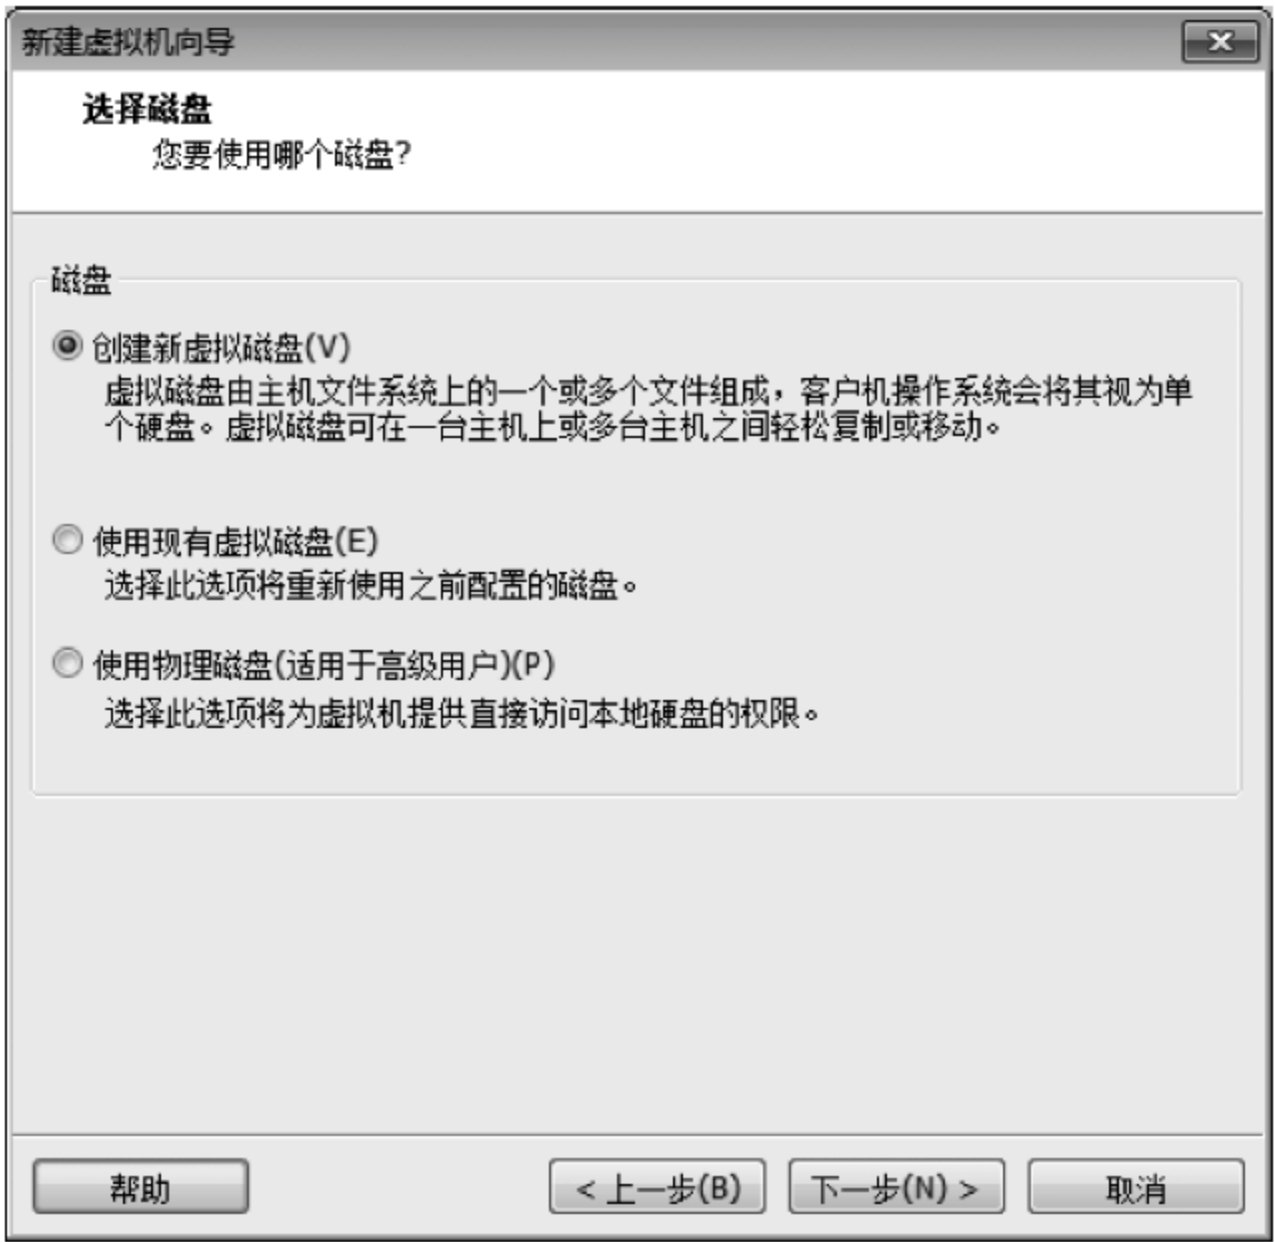 新建虚拟机向导
选择磁盘
您要使用哪个磁盘?
磁盘
创建新虚拟磁盘(V)
虚拟磁盘由主机文件系统上的一个或多个文件组成，客户机操作系统会将其视为单
个硬盘。虚拟磁盘可在一台主机上或多台主机之间轻松复制或移动。
使用现有虚拟磁盘(E)
选择此选项将重新使用之前配置的磁盘。
使用物理磁盘(适用于高级用户)(P)
选择此选项将为虚拟机提供直接访问本地硬盘的权限。
帮助
< 上一步(B)
下一步(N) >
取消